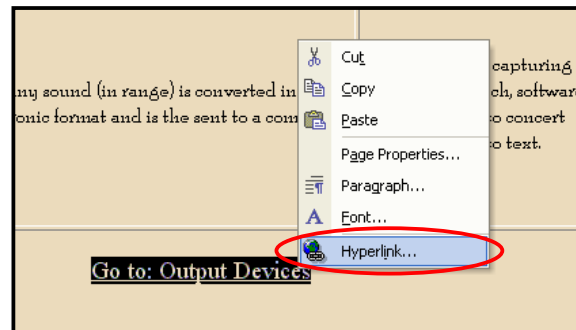 Cut
capturing
ny sound (in range) is converted in
Copy
ch, softwar
onic format and is the sent to a com
Paste
o concert
o text.
Page Properties...
Paragraph...
Font...
Hyperlink...
Go to: Output Devices